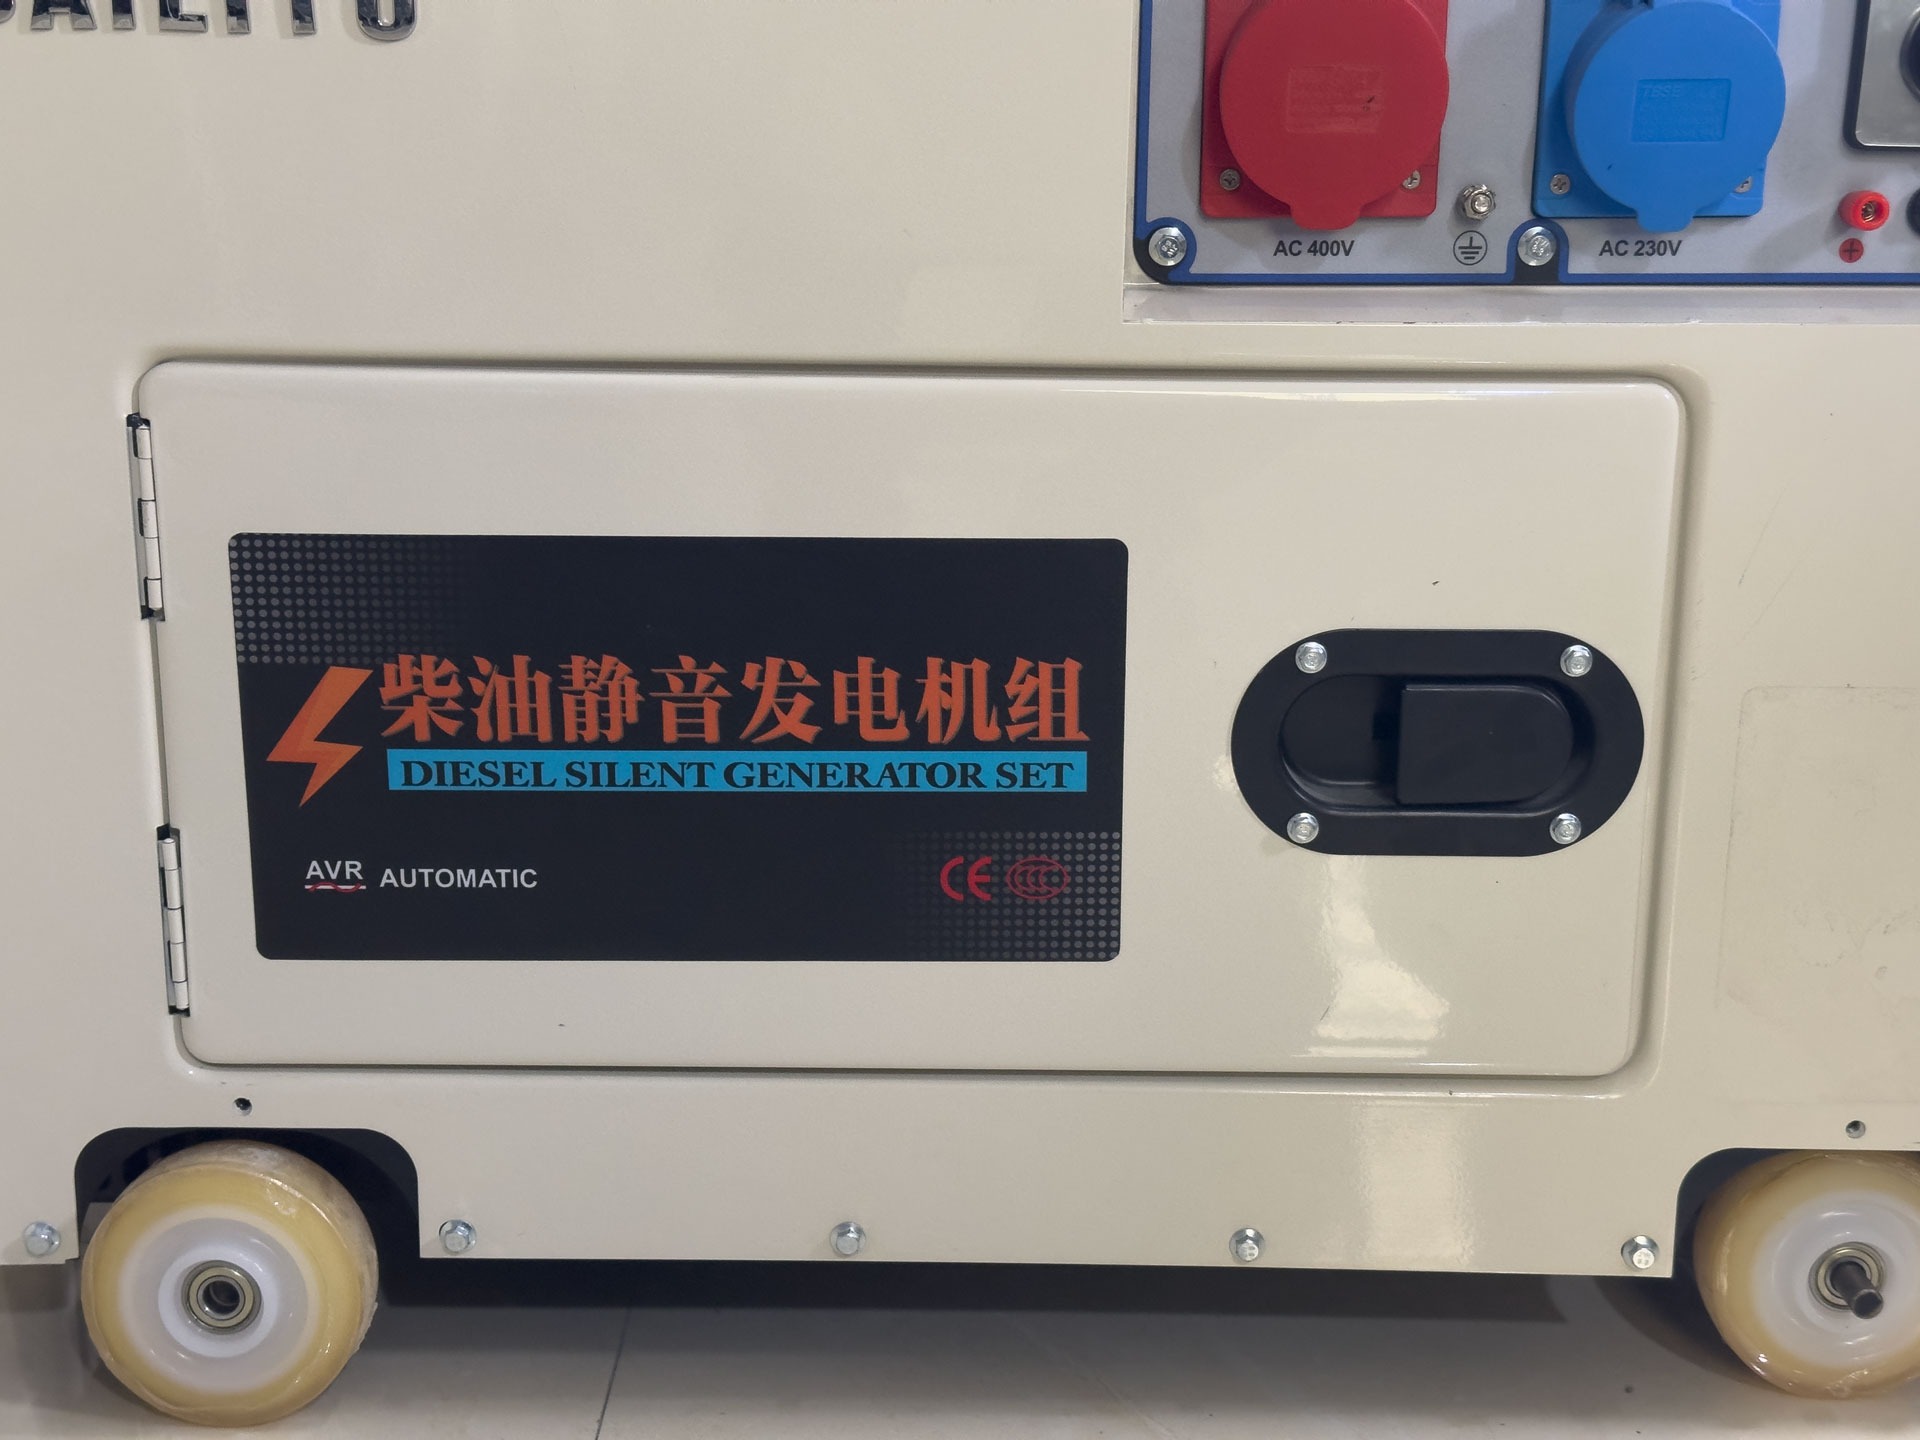 AC 400V
AC 230V
柴油静音发电机组
DIESEL SILENT GENERATOR SET
AVR AUTOMATIC
CE CCC